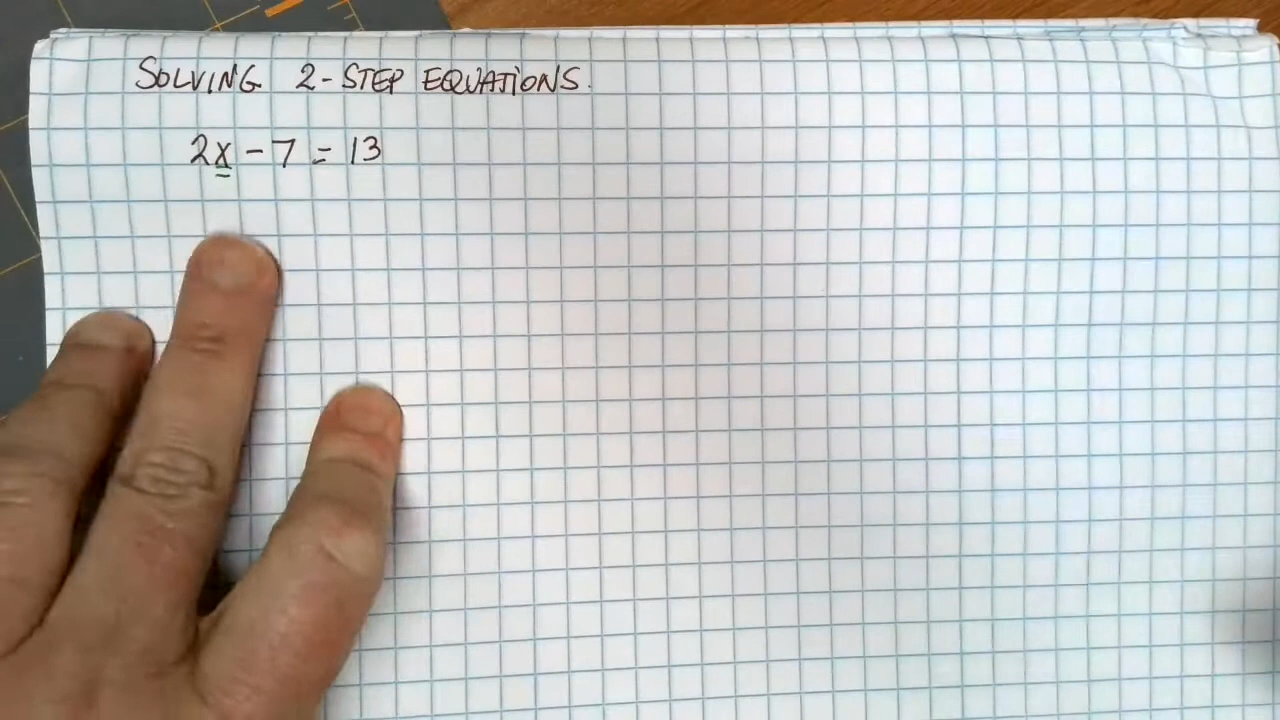 SOLVING 2-STEP EQUATIONS.
2x - 7 = 13